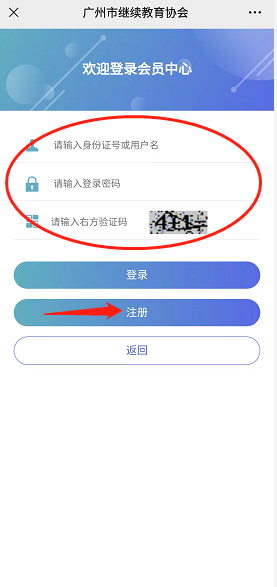 广州市继续教育协会
欢迎登录会员中心
请输入身份证号或用户名
请输入登录密码
请输入右方验证码
登录
注册
返回